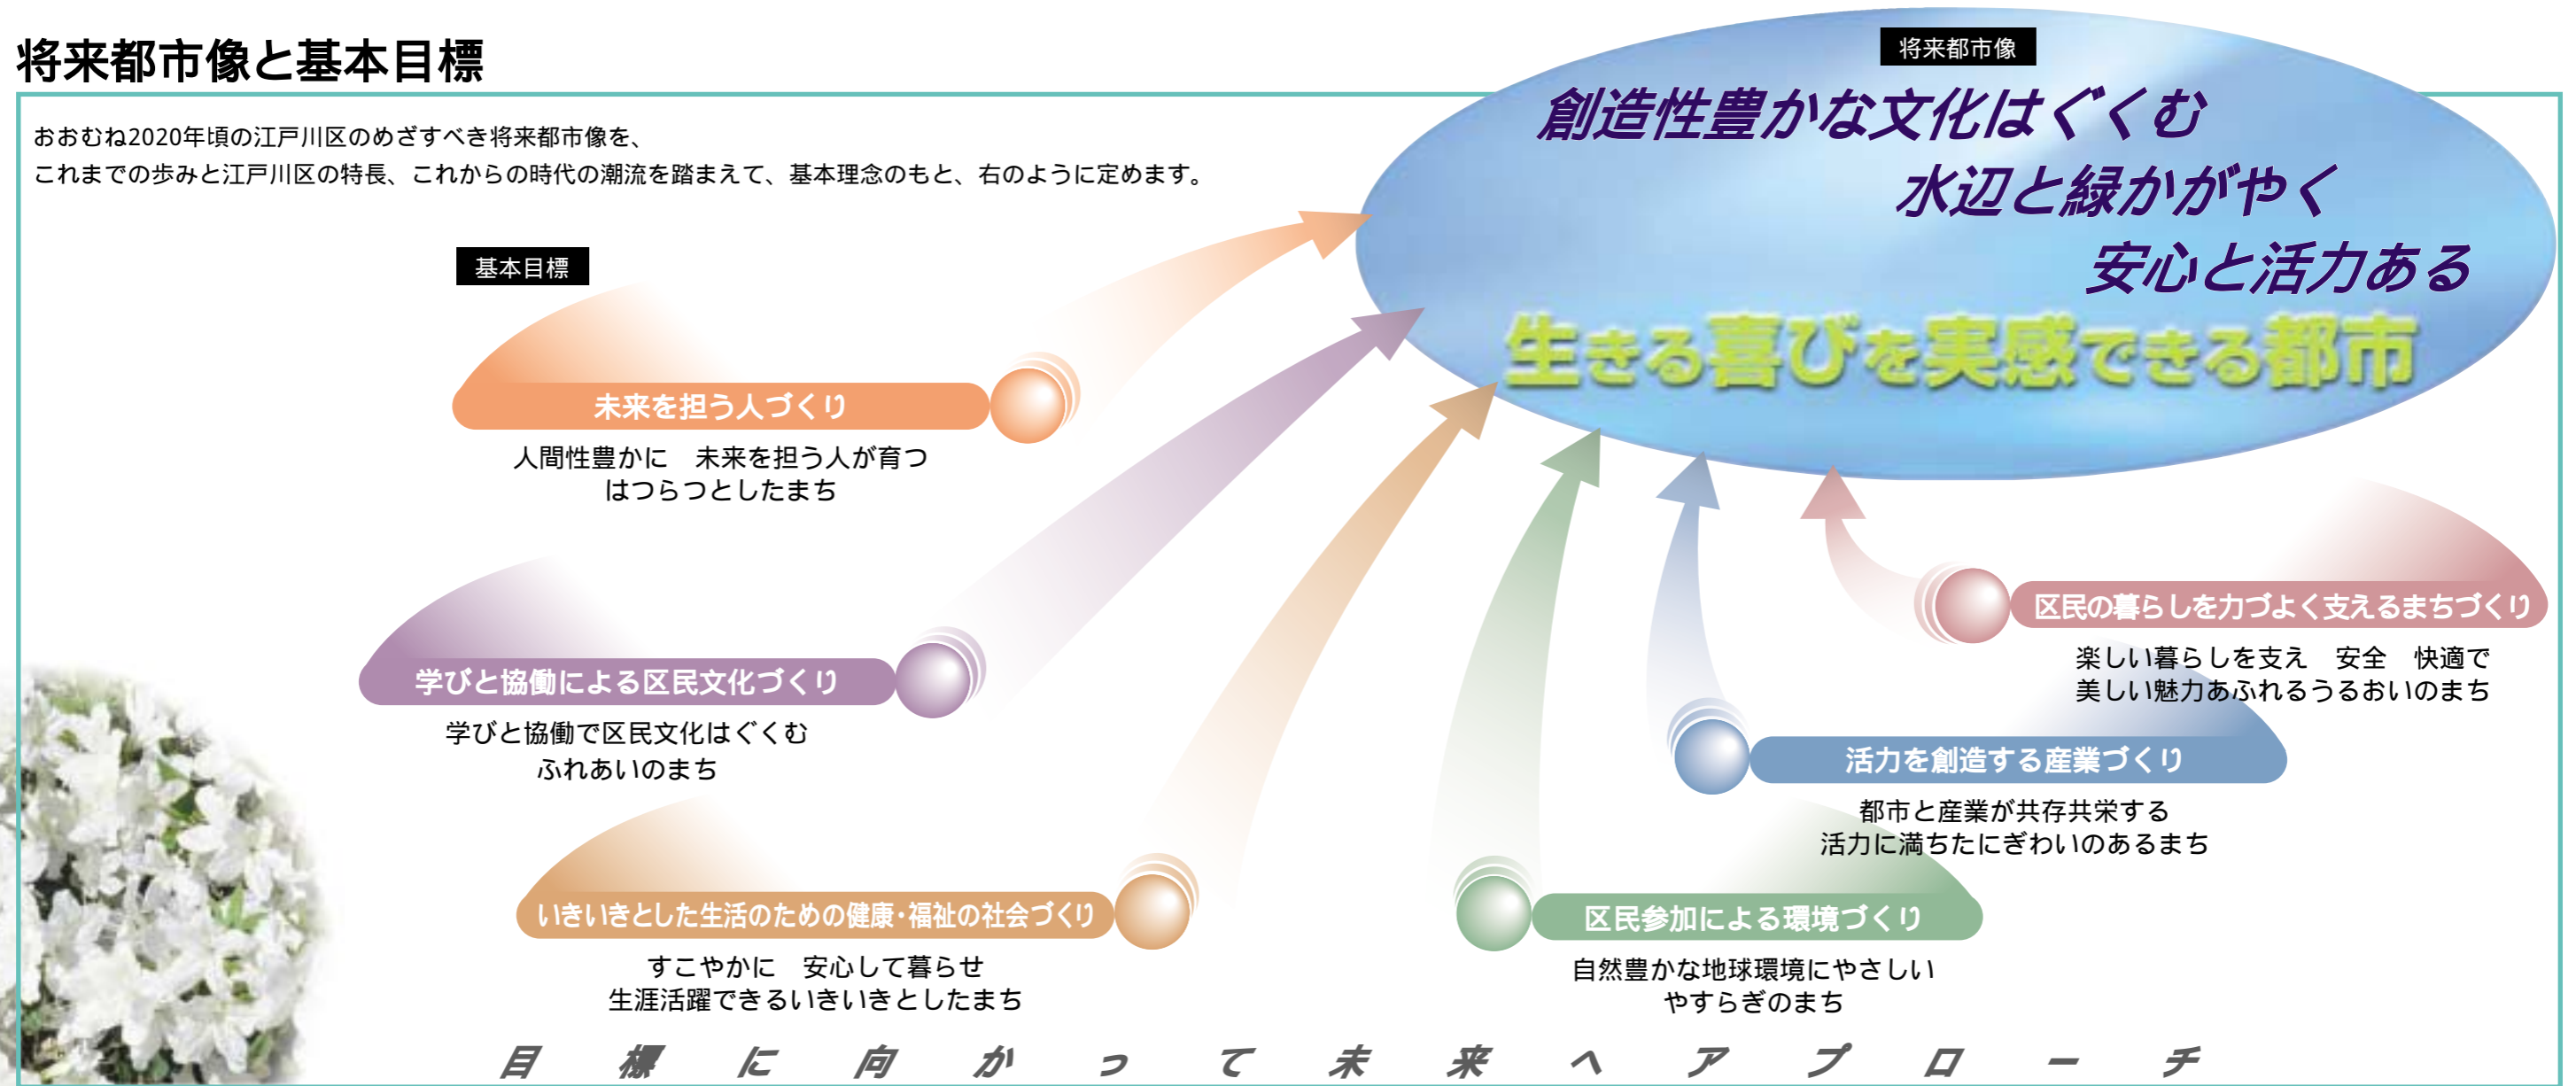 将来都市像と基本目標
おおむね2020年頃の江戸川区のめざすべき将来都市像を、
これまでの歩みと江戸川区の特長、これからの時代の潮流を踏まえて、基本理念のもと、右のように定めます。
将来都市像
創造性豊かな文化はぐくむ
水辺と緑かがやく
安心と活力ある
生きる喜びを実感できる都市
基本目標
未来を担う人づくり
人間性豊かに　未来を担う人が育つ
はつらつとしたまち
学びと協働による区民文化づくり
学びと協働で区民文化はぐくむ
ふれあいのまち
いきいきとした生活のための健康・福祉の社会づくり
すこやかに　安心して暮らせ
生涯活躍できるいきいきとしたまち
区民参加による環境づくり
自然豊かな地球環境にやさしい
やすらぎのまち
活力を創造する産業づくり
都市と産業が共存共栄する
活力に満ちたにぎわいのあるまち
区民の暮らしを力づよく支えるまちづくり
楽しい暮らしを支え　安全　快適で
美しい魅力あふれるうるおいのまち
目標に向かって未来へアプローチ